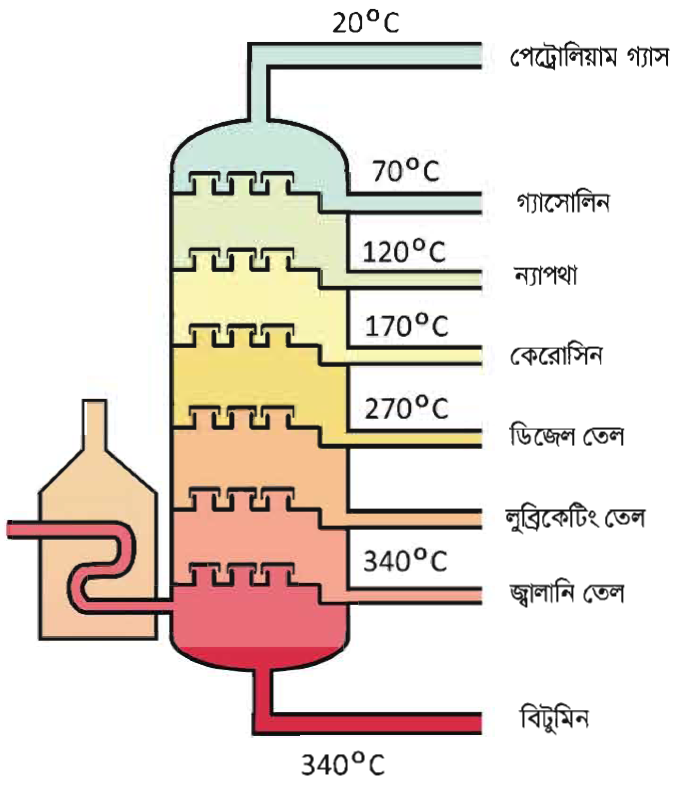 20°C
পেট্রোলিয়াম গ্যাস
70°C
গ্যাসোলিন
120°C
ন্যাপথা
170°C
কেরোসিন
270°C
ডিজেল তেল
লুব্রিকেটিং তেল
340°C
জ্বালানি তেল
বিটুমিন
340°C